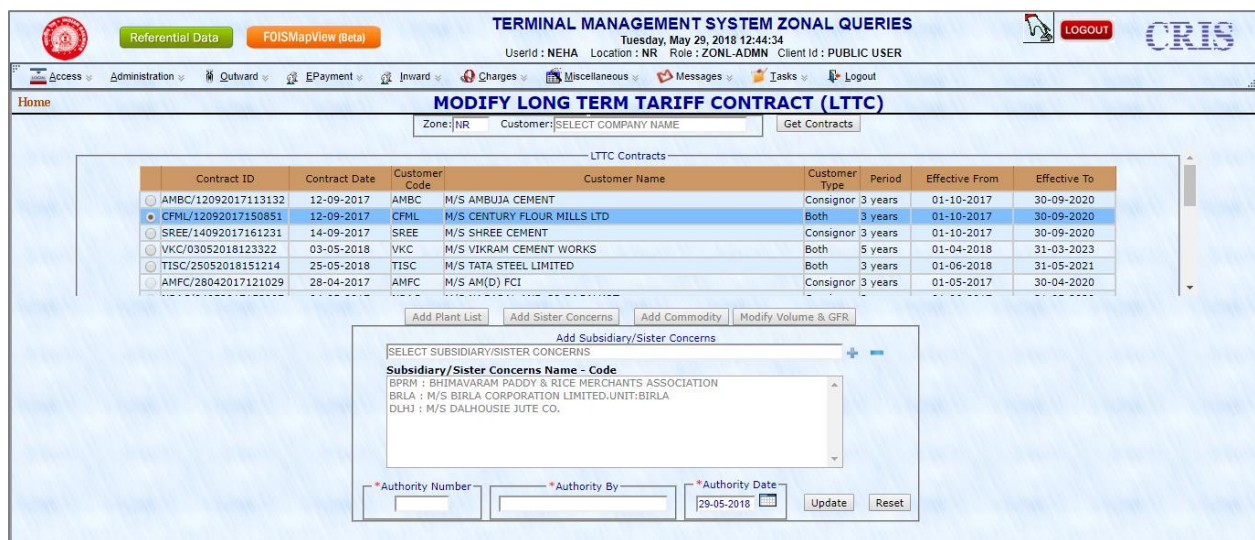 TERMINAL MANAGEMENT SYSTEM ZONAL QUERIES
Referential Data FOISMapView (Beta) Tuesday, May 29, 2018 12:44:34 LOGOUT CRIS
UserId : NEHA Location : NR Role : ZONL-ADMN Client Id : PUBLIC USER
Access Administration Outward EPayment Inward Charges Miscellaneous Messages Tasks Logout
Home MODIFY LONG TERM TARIFF CONTRACT (LTTC)
Zone: NR Customer: SELECT COMPANY NAME Get Contracts
LTTC Contracts
Contract ID Contract Date Customer Code Customer Name Customer Type Period Effective From Effective To
AMBC/12092017113132 12-09-2017 AMBC M/S AMBUJA CEMENT Consignor 3 years 01-10-2017 30-09-2020
CFML/12092017150851 12-09-2017 CFML M/S CENTURY FLOUR MILLS LTD Both 3 years 01-10-2017 30-09-2020
SREE/14092017161231 14-09-2017 SREE M/S SHREE CEMENT Consignor 3 years 01-10-2017 30-09-2020
VKC/03052018123322 03-05-2018 VKC M/S VIKRAM CEMENT WORKS Both 5 years 01-04-2018 31-03-2023
TISC/25052018151214 25-05-2018 TISC M/S TATA STEEL LIMITED Both 3 years 01-06-2018 31-05-2021
AMFC/28042017121029 28-04-2017 AMFC M/S AM(D) FCI Consignor 3 years 01-05-2017 30-04-2020
Add Plant List Add Sister Concerns Add Commodity Modify Volume & GFR
Add Subsidiary/Sister Concerns
SELECT SUBSIDIARY/SISTER CONCERNS
Subsidiary/Sister Concerns Name - Code
BPRM : BHIMAVARAM PADDY & RICE MERCHANTS ASSOCIATION
BRLA : M/S BIRLA CORPORATION LIMITED.UNIT:BIRLA
DLHJ : M/S DALHOUSIE JUTE CO.
*Authority Number *Authority By *Authority Date
29-05-2018 Update Reset